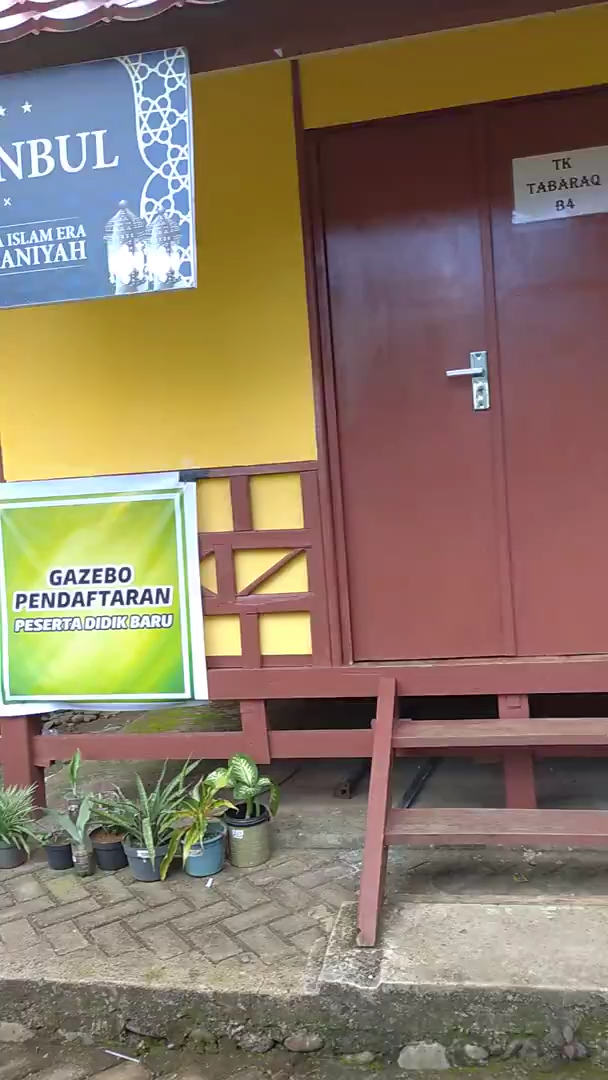 NBUL
A ISLAM ERA
ANIYAH
TK
TABARAQ
B4
GAZEBO
PENDAFTARAN
PESERTA DIDIK BARU